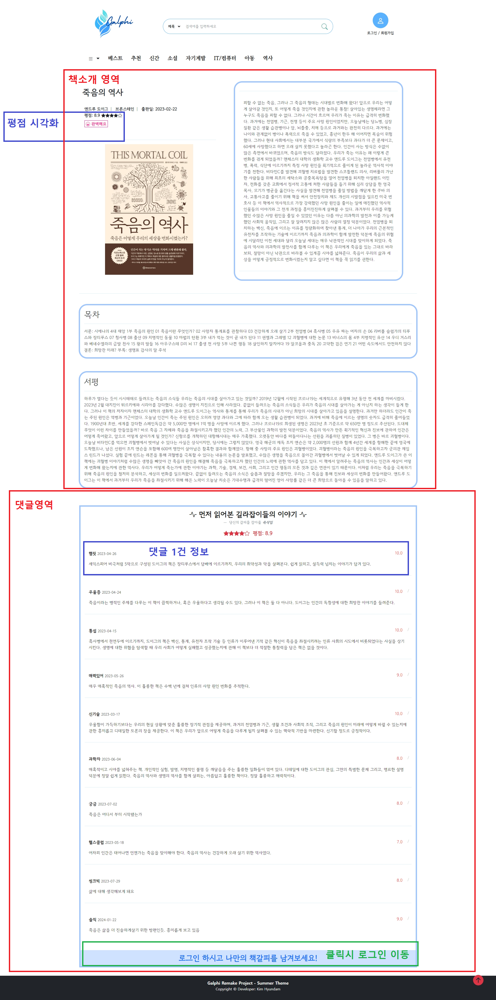 Galphi
제목
검색어를 입력하세요
로그인 / 회원가입
베스트 추천 신간 소설 자기계발 IT/컴퓨터 아동 역사
책소개 영역
죽음의 역사
앤드루 도이그 | 브론스테인 | 출판일: 2023-02-22
평점: 8.9 ★★★★☆
평점 시각화
완벽해요
THIS MORTAL COIL
죽음의 역사
죽음은 어떻게 우리의 세상을 변화시켰는가?
이코노미스트
선정 올해
최고의 도서
(2022)
인간이 죽는 방식은 역사를 거치며 크게 변화해 왔다.
BRONSTEIN
피할 수 없는 죽음, 그러나 그 죽음의 형태는 시대별로 변화해 왔다! 앞으로 우리는 어떻
게 살아갈 것인지, 또 어떻게 죽을 것인지에 관한 놀라운 통찰! 살아있는 생명체라면 그
누구도 죽음을 피할 수 없다. 그러나 시간이 흐르며 우리가 죽는 이유는 급격히 변화했
다. 과거에는 전염병, 기근, 전쟁 등이 주요 사망 원인이었지만, 오늘날에는 당뇨병, 심장
질환 같은 생활 습관병이나 암, 뇌졸중, 치매 등으로 과거와는 완전히 다르다. 과거에는
나이와 관계없이 병이나 폭력으로 죽을 수 있었고, 흉년이 한두 해 이어지면 목숨이 위험
했다. 그러나 현대 사회에서는 대부분 국가에서 식량의 부족보다 과다가 더 큰 문제이고,
60세에 사망했다고 하면 오래 살지 못했다고 놀라곤 한다. 인간이 사는 방식은 수없이
많은 측면에서 바뀌었으며, 죽음의 방식도 달라졌다. 우리가 죽는 이유는 왜 이렇게 큰
변화를 겪게 되었을까? 맨체스터 대학의 생화학 교수 앤드루 도이그는 전염병에서 유전
병, 폭력, 식단에 이르기까지 특정 사망 원인을 획기적으로 줄이게 된 놀라운 역사적 이야
기를 전한다. 비타민C를 발견해 괴혈병 치료법을 발견한 스코틀랜드 의사, 리버풀의 가난
한 사람들을 위해 최초의 세탁소와 공중목욕탕을 열어 전염병을 퇴치한 아일랜드 이민
자, 전화를 갖춘 교회에서 정서적 고통에 처한 사람들을 돕기 위해 심리 상담을 한 영국
목사, 모기가 병균을 옮긴다는 사실을 발견해 전염병을 줄일 방법을 깨닫게 한 쿠바 의
사, 교통사고를 줄이기 위해 책을 써서 안전장치와 제도 개선의 시발점을 일으킨 미국 변
호사 등 이 책에서 역사적으로 가장 강력했던 사망 원인을 줄이는 일에 매진했던 역사적
인물들의 이야기와 그 전개 과정을 흥미진진하게 살펴볼 수 있다. 과거부터 우리를 위협
했던 수많은 사망 원인을 줄일 수 있었던 이유는 다름 아닌 의과학의 발전과 이를 가능케
했던 사회적 움직임, 그리고 잘 알려지지 않은 많은 사람의 열정 덕분이었다. 전염병을 퇴
치하는 백신, 죽음에 이르는 이유를 정량화하여 찾아낸 통계, 더 나아가 우리의 근본적인
유전자를 조작하는 기술에 이르기까지 죽음과 의과학이 함께 발전한 덕분에 죽음의 위협
에 시달리던 이전 세대와 달리 오늘날 세대는 매우 낙관적인 시대를 맞이하게 되었다. 죽
음의 역사와 의과학의 발전사를 함께 다루는 이 책은 우리에게 죽음을 있는 그대로 바라
보되, 절망이 아닌 낙관으로 바라볼 수 있게끔 시야를 넓혀준다. 죽음이 우리의 삶과 세
상을 어떻게 긍정적으로 변화시켰는지 알고 싶다면 이 책을 꼭 읽기를 권한다.
목차
서문: 시에나의 4대 재앙 1부 죽음의 원인 01 죽음이란 무엇인가? 02 사망자 통계표를 관찰하다 03 건강하게 오래 살기 2부 전염병 04 흑사병 05 우유 짜는 여자의 손 06 리버풀 슬럼가의 티푸
스와 장티푸스 07 청사병 08 출산 09 치명적인 동물 10 마법의 탄환 3부 내가 먹는 것이 곧 내가 된다 11 헨젤과 그레텔 12 괴혈병에 대한 논문 13 비너스의 몸 4부 치명적인 유산 14 우디 거스리
와 베네수엘라의 금발 천사 15 왕의 딸들 16 아우구스테 D의 뇌 17 출생 전 사망 5부 나쁜 행동 18 살인하지 말지어다 19 알코올과 중독 20 고약한 검은 연기 21 어떤 속도에서도 안전하지 않다
결론: 희망찬 미래? 부록: 생명표 감사의 말 주석
서평
하루가 멀다는 듯이 시시때때로 들려오는 죽음의 소식들 우리는 죽음의 시대를 살아가고 있는 것일까? 2019년 12월에 시작된 코로나19는 세계적으로 유행해 3년 동안 전 세계를 마비시켰다.
2023년 2월 대지진이 튀르키예와 시리아를 강타했다. 수많은 생명이 지진으로 인해 사라졌다. 끝없이 들려오는 죽음의 소식들은 우리가 죽음의 시대를 살아가는 게 아닌지 하는 생각이 들게 한
다. 그러나 이 책의 저자이자 맨체스터 대학의 생화학 교수 앤드루 도이그는 역사와 통계를 통해 우리가 죽음의 시대가 아닌 희망의 시대를 살아가고 있음을 설명한다. 과거만 하더라도 인간이 죽
는 주된 원인은 역병과 기근이었다. 오늘날 인간이 죽는 주된 원인은 오히려 영양 과다와 그에 따라 함께 오는 생활 습관병이 되었다. 과거에 비해 죽음에 이르는 생명의 숫자도 급격히 줄어들었
다. 1900년대 초반, 세계를 강타한 스페인독감은 약 5,000만 명에서 1억 명을 사망에 이르게 했다. 그러나 코로나19로 희생된 생명은 2023년 초 기준으로 약 650만 명 정도로 추산된다. 도대체
무엇이 이런 차이를 만들었을까? 바로 죽음 그 자체와 죽음을 좌절시키고자 했던 인간의 노력, 그 부산물인 과학의 발전 덕분이었다. 죽음의 역사가 만든 획기적인 혁신과 진보에 관하여 인간은
어떻게 죽어왔고, 앞으로 어떻게 살아가게 될 것인가? 신항로를 개척하던 대항해시대는 매우 가혹했다. 오랫동안 바다를 떠돌아다니는 선원을 괴롭히던 질병이 있었다. 그 병은 바로 괴혈병이다.
오늘날 비타민C를 먹으면 괴혈병에서 벗어날 수 있다는 사실은 상식이지만, 당시에는 그렇지 않았다. 영국 해군의 제독 조지 앤슨은 약 2,000명의 선원과 함께 4년간 세계를 항해한 끝에 영국에
도착했으나, 남은 선원이 조지 앤슨을 포함해 600여 명만이 살아남은 참혹한 결과와 함께였다. 항해 중 사망의 주요 원인은 괴혈병이었다. 괴혈병이라는 죽음의 원인을 극복하고자 군의관 제임
스 린드가 나섰다. 실험 끝에 린드는 레몬을 통해 괴혈병을 극복할 수 있다는 내용의 논문을 발표했고, 수많은 생명을 죽음으로 몰아간 괴혈병에서 벗어날 수 있게 되었다. 앤드루 도이그가 쓴 이
책에는 괴혈병 이야기처럼 수많은 생명을 빼앗아 간 죽음의 원인을 해결해 죽음을 극복하고자 했던 인간의 노력에 관한 역사를 담고 있다. 이 책에서 알려주는 죽음의 역사는 인간과 세상이 어떻
게 변화해 왔는지에 관한 역사다. 우리가 어떻게 죽는가에 관한 이야기는 과학, 기술, 경제, 보건, 사회, 그리고 인간 행동의 모든 것과 깊은 연관이 있기 때문이다. 이처럼 우리는 죽음을 극복하기
위해 죽음의 원인을 철저히 분석하고, 세상의 변화를 일으켜왔다. 끝없이 들려오는 죽음의 소식은 슬픔과 절망을 주겠지만, 우리는 그 죽음을 통해 진보와 세상의 변화를 만들어왔다. 앤드루 도
이그는 이 책에서 과거부터 우리가 죽음을 좌절시키기 위해 해온 노력이 오늘날 치솟은 기대수명과 급격히 떨어진 영아 사망률 같은 더 큰 희망으로 돌아올 수 있음을 말하고 있다.
댓글영역
먼저 읽어본 길라잡이들의 이야기
— 당신의 갈피를 잡아줄 속삭임
★★★★☆ 평점: 8.9
댓글 1건 정보
햄릿 2023-04-26 10.0
셰익스피어 비극처럼 5막으로 구성된 도이그의 책은 장티푸스에서 담배에 이르기까지, 우리의 취약성과 악을 살펴본다. 쉽게 읽히고, 설득력 넘치는 이야기가 담겨 있다.
우울증 2023-04-24 10.0 /
죽음이라는 병적인 주제를 다루는 이 책이 끔찍하거나, 혹은 우울하다고 생각될 수도 있다. 그러나 이 책은 둘 다 아니다. 도이그는 인간의 독창성에 대한 희망찬 이야기를 들려준다.
통섭 2023-04-15 10.0 /
흑사병에서 천연두에 이르기까지, 도이그의 책은 백신, 통계, 유전자 조작 기술 등 인류가 이루어낸 기적 같은 혁신이 죽음을 좌절시키려는 인류 사회의 시도에서 비롯되었다는 사실을 상기
시킨다. 생명에 대한 위협을 탐색할 때 우리 사회가 어떻게 실패했고 성공했는지에 관해 이 책보다 더 적절한 통찰력을 담은 책은 없을 것이다.
매력있어 2023-05-26 9.0 /
매우 매혹적인 죽음의 역사. 이 훌륭한 책은 수백 년에 걸쳐 인류의 사망 원인 변화를 추적한다.
신기술 2023-03-17 10.0 /
우울함이 가득하기보다는 우리의 현실 상황에 맞춘 훌륭한 장기적 관점을 제공하며, 과거의 전염병과 기근, 생활 조건과 사회적 조직, 그리고 죽음의 원인이 미래에 어떻게 바뀔 수 있는지에
관한 흥미롭고 디테일한 토론의 장을 제공한다. 이 책은 우리가 앞으로 어떻게 죽음을 다루게 될지 살펴볼 수 있는 맥락적 기반을 마련한다. 신기할 정도로 긍정적이다.
과학자 2023-06-04 8.0 /
매혹적이고 시야를 넓혀주는 책. 개인적인 실험, 발명, 치명적인 불행 등 깨달음을 주는 훌륭한 일화들이 엮여 있다. 디테일에 대한 도이그의 관심, 그만의 특별한 문체 그리고, 명료한 설명
덕분에 정말 쉽게 읽힌다. 죽음의 역사와 생명의 역사를 함께 살피는, 아름답고 훌륭한 책이다. 정말 훌륭하고 매력적이다.
궁금 2023-07-02 8.0 /
죽음은 어디서 부터 시작됐는가
헬스클럽 2023-05-18 7.0 /
어차피 인간은 태어나면 언젠가는 죽음을 맞이해야 한다. 죽음의 역사는 건강하게 오래 살기 위한 역사였다.
씽크빅 2023-07-29 8.0 /
삶에 대해 생각해보게 돼요
솔직 2024-01-22 9.0 /
죽음은 삶을 더 진솔하게살기 위한 방편인듯. 흥미롭게 보고 있음
로그인 하시고 나만의 책갈피를 남겨보세요!
클릭시 로그인 이동
Galphi Remake Project - Summer Theme
Copyright © Developer: Kim Hyundam